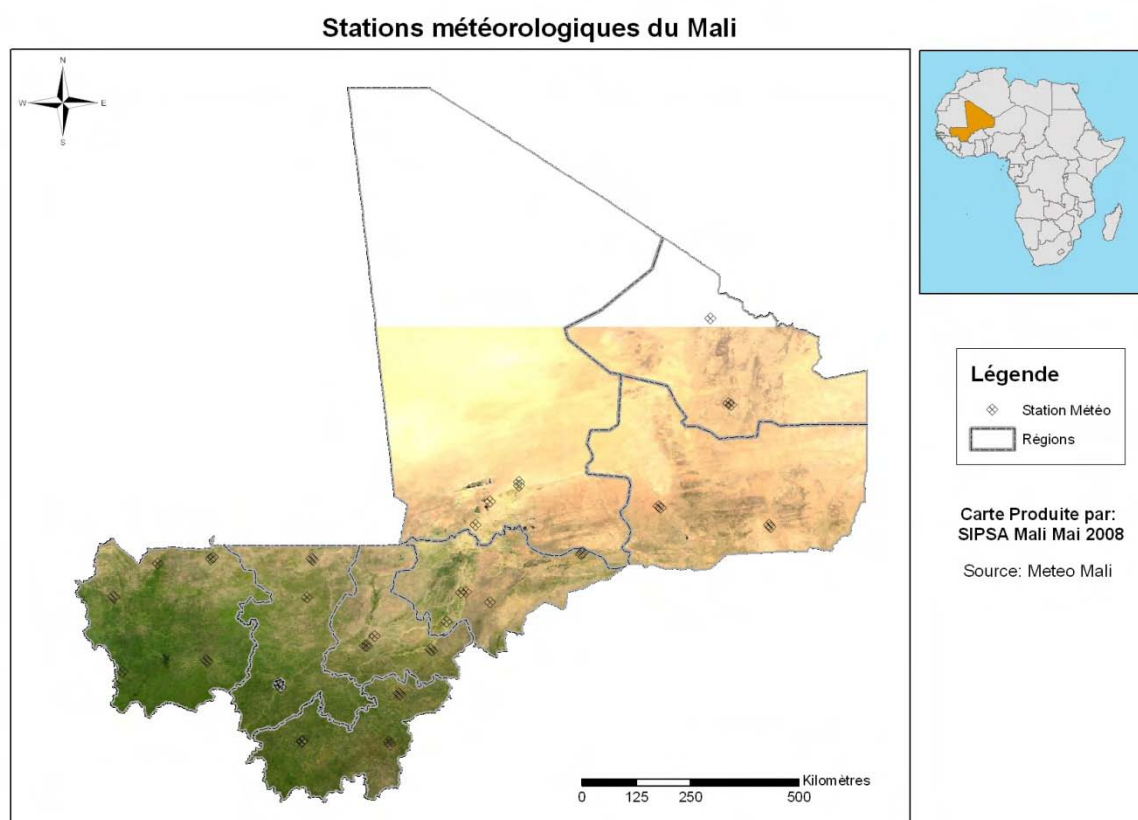 Stations météorologiques du Mali
N
W
E
S
Légende
Station Météo
Régions
Carte Produite par:
SIPSA Mali Mai 2008
Source: Meteo Mali
Kilomètres
0 125 250 500